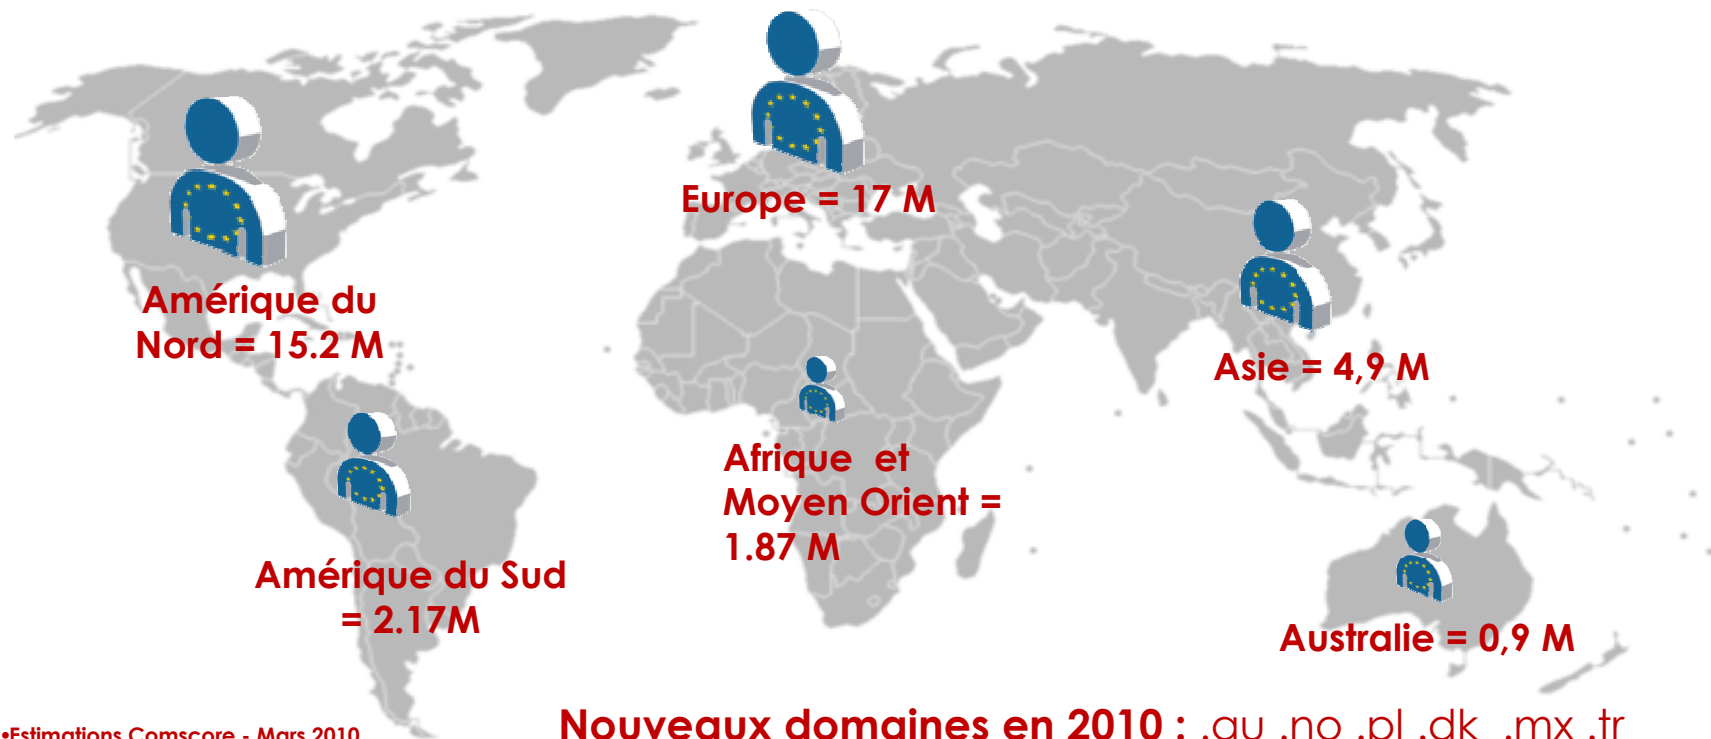 Europe = 17 M
Amérique du
Nord = 15.2 M
Asie = 4,9 M
Afrique et
Moyen Orient =
1.87 M
Amérique du Sud
= 2.17M
Australie = 0,9 M
Nouveaux domaines en 2010 : .au .no .pl .dk .mx .tr
•Estimations Comscore - Mars 2010